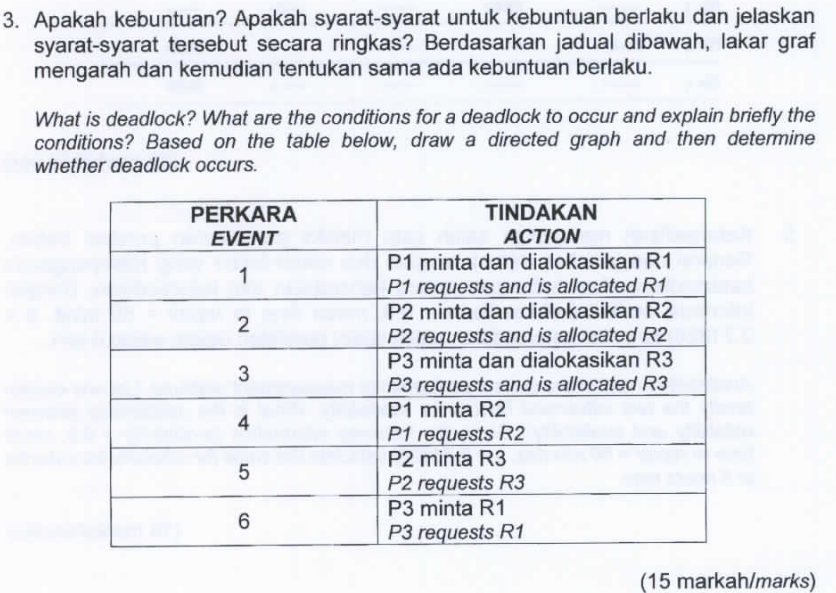 3. Apakah kebuntuan? Apakah syarat-syarat untuk kebuntuan berlaku dan jelaskan
syarat-syarat tersebut secara ringkas? Berdasarkan jadual dibawah, lakar graf
mengarah dan kemudian tentukan sama ada kebuntuan berlaku.
What is deadlock? What are the conditions for a deadlock to occur and explain briefly the
conditions? Based on the table below, draw a directed graph and then determine
whether deadlock occurs.
PERKARA TINDAKAN
EVENT ACTION
1 P1 minta dan dialokasikan R1
P1 requests and is allocated R1
2 P2 minta dan dialokasikan R2
P2 requests and is allocated R2
3 P3 minta dan dialokasikan R3
P3 requests and is allocated R3
4 P1 minta R2
P1 requests R2
5 P2 minta R3
P2 requests R3
6 P3 minta R1
P3 requests R1
(15 markah/marks)